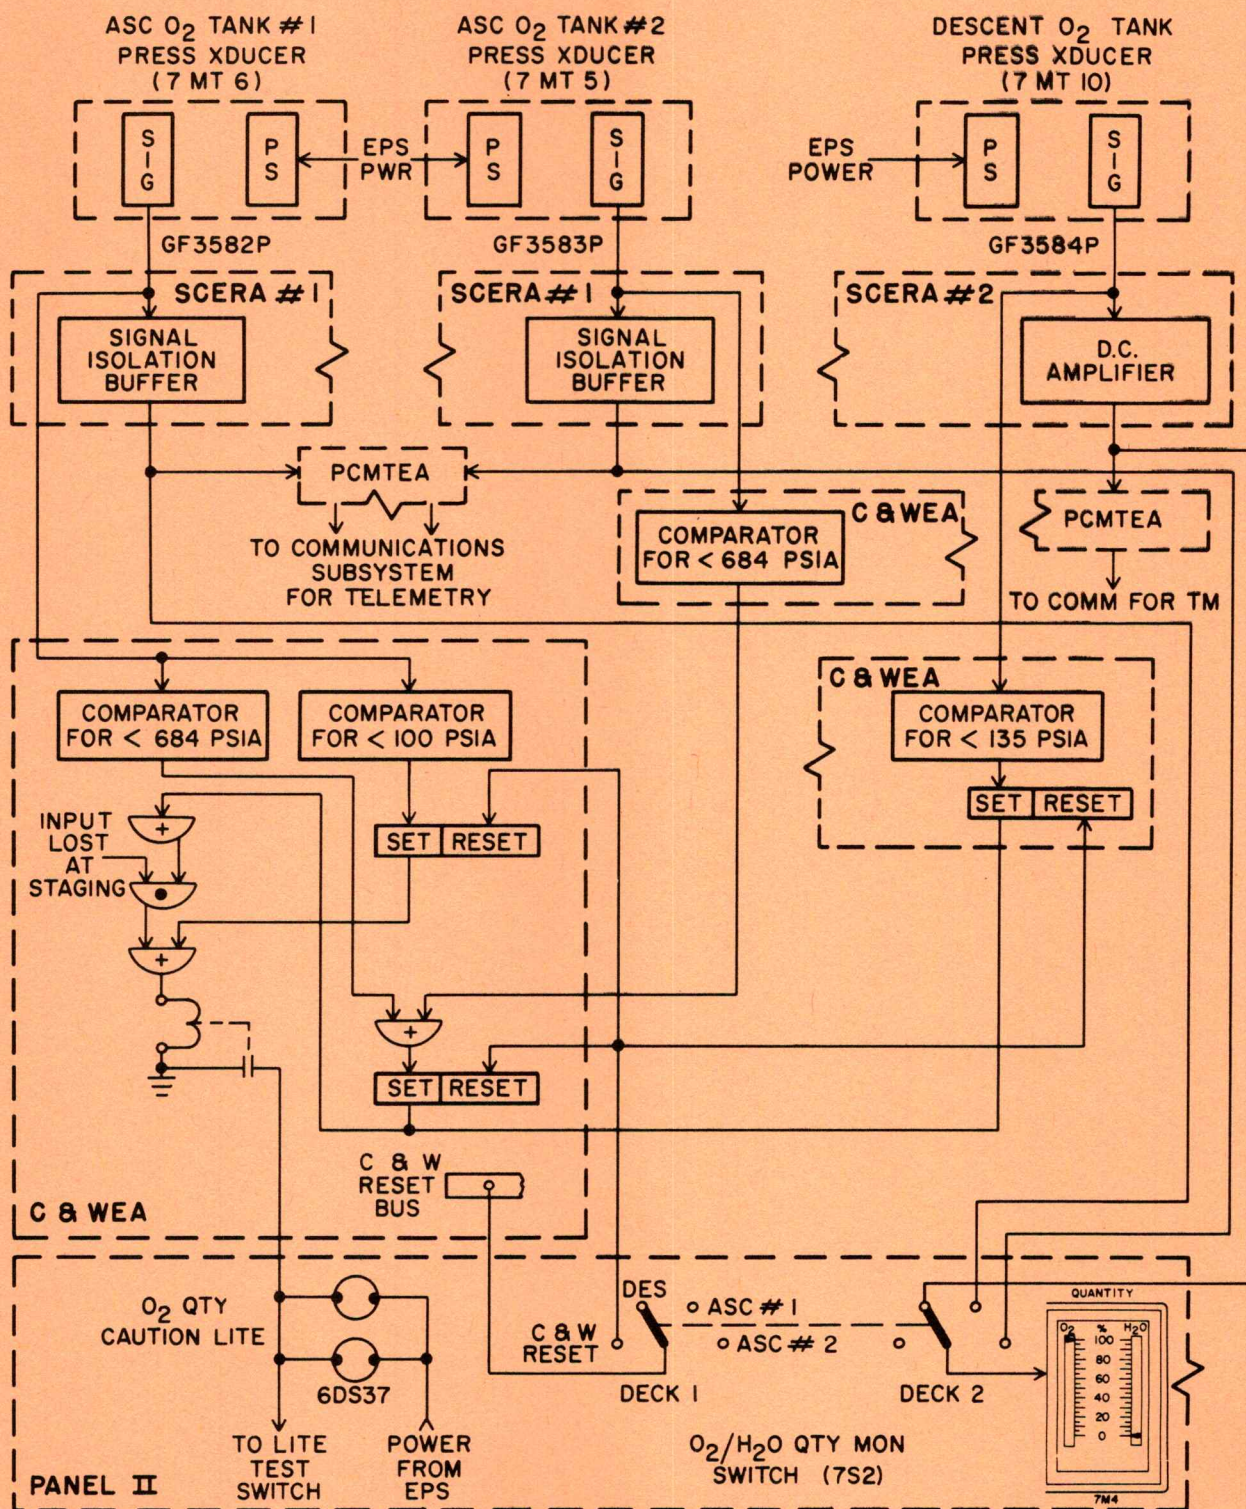 ASC O2 TANK #1
PRESS XDUCER
(7 MT 6)
ASC O2 TANK #2
PRESS XDUCER
(7 MT 5)
DESCENT O2 TANK
PRESS XDUCER
(7 MT 10)
SIG
PS
EPS
PWR
PS
SIG
EPS
POWER
PS
SIG
GF3582P
GF3583P
GF3584P
SCERA #1
SIGNAL
ISOLATION
BUFFER
SCERA #1
SIGNAL
ISOLATION
BUFFER
SCERA #2
D.C.
AMPLIFIER
PCMTEA
TO COMMUNICATIONS
SUBSYSTEM
FOR TELEMETRY
C & WEA
COMPARATOR
FOR < 684 PSIA
PCMTEA
TO COMM FOR TM
COMPARATOR
FOR < 684 PSIA
COMPARATOR
FOR < 100 PSIA
C & WEA
COMPARATOR
FOR < 135 PSIA
SET RESET
INPUT
LOST
AT
STAGING
+
SET RESET
+
+
SET RESET
C & W
RESET
BUS
C & WEA
O2 QTY
CAUTION LITE
6DS37
TO LITE
TEST
SWITCH
POWER
FROM
EPS
PANEL II
DES
ASC #1
ASC #2
C & W
RESET
DECK 1
DECK 2
O2/H2O QTY MON
SWITCH (7S2)
QUANTITY
O2 % H2O
100
80
60
40
20
0
7M4